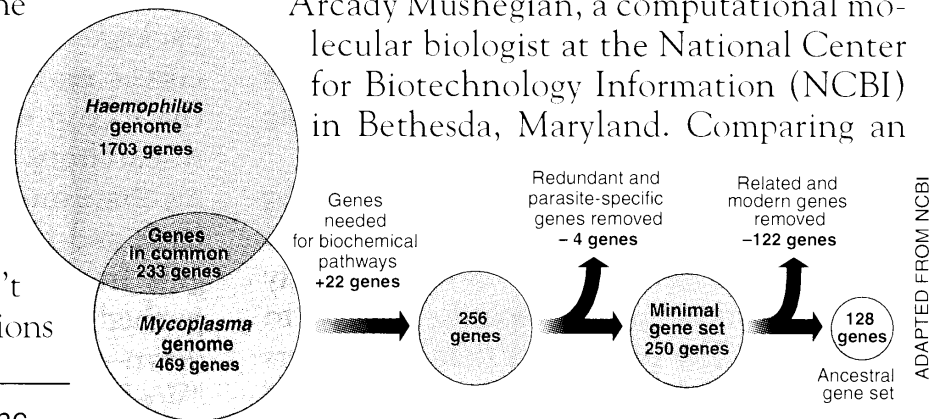 Arcady Mushegian, a computational mo-
lecular biologist at the National Center
for Biotechnology Information (NCBI)
in Bethesda, Maryland. Comparing an
't
ions
Haemophilus
genome
1703 genes
Genes
in common
233 genes
Mycoplasma
genome
469 genes
Genes
needed
for biochemical
pathways
+22 genes
256
genes
Redundant and
parasite-specific
genes removed
– 4 genes
Minimal
gene set
250 genes
Related and
modern genes
removed
–122 genes
128
genes
Ancestral
gene set
ADAPTED FROM NCBI